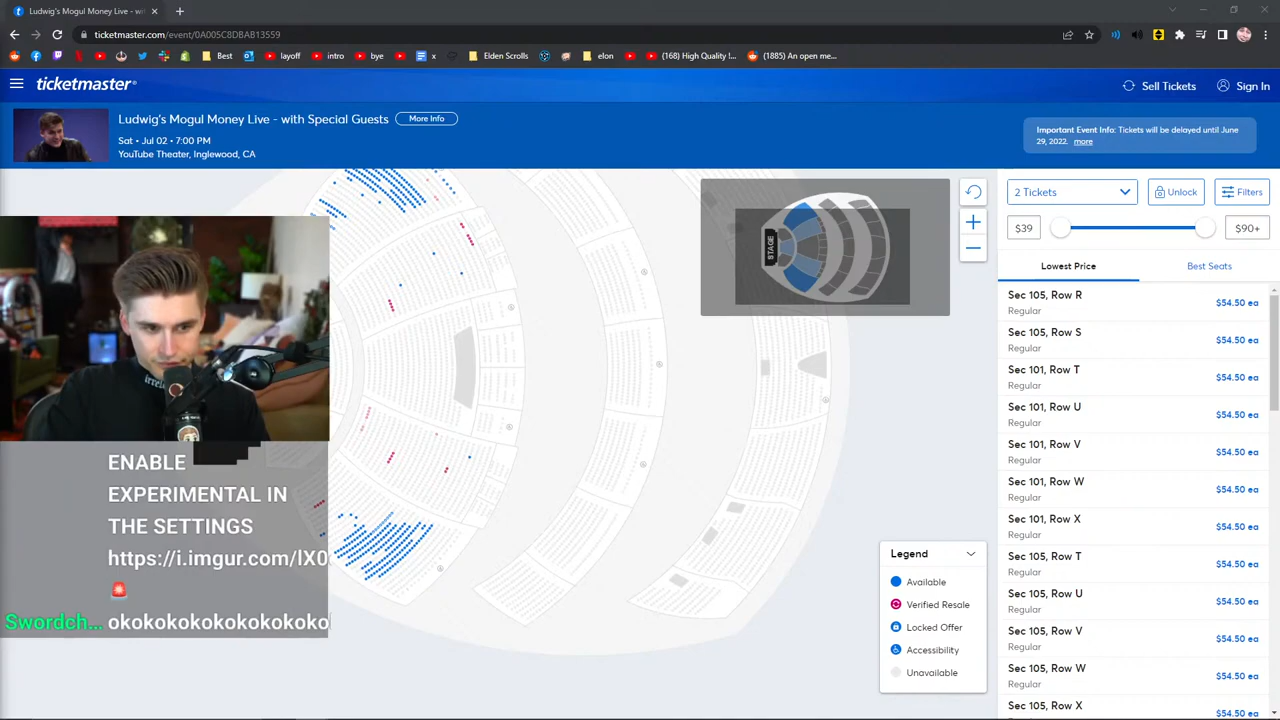 Ludwig's Mogul Money Live - wit
ticketmaster.com/event/0A005C8DBAB13559
layoff
intro
bye
x
Best
Elden Scrolls
elon
(168) High Quality I...
(1885) An open me...
ticketmaster
Sell Tickets
Sign In
Ludwig's Mogul Money Live - with Special Guests
More Info
Sat • Jul 02 • 7:00 PM
YouTube Theater, Inglewood, CA
Important Event Info: Tickets will be delayed until June
29, 2022. more
STAGE
2 Tickets
Unlock
Filters
$39
$90+
Lowest Price
Best Seats
Sec 105, Row R
Regular
$54.50 ea
Sec 105, Row S
Regular
$54.50 ea
Sec 101, Row T
Regular
$54.50 ea
Sec 101, Row U
Regular
$54.50 ea
Sec 101, Row V
Regular
$54.50 ea
Sec 101, Row W
Regular
$54.50 ea
Sec 101, Row X
Regular
$54.50 ea
Sec 105, Row T
Regular
$54.50 ea
Sec 105, Row U
Regular
$54.50 ea
Sec 105, Row V
Regular
$54.50 ea
Sec 105, Row W
Regular
$54.50 ea
Sec 105, Row X
$54.50 ea
Legend
Available
Verified Resale
Locked Offer
Accessibility
Unavailable
ENABLE
EXPERIMENTAL IN
THE SETTINGS
https://i.imgur.com/lX0
Swordch... okokokokokokokokoko